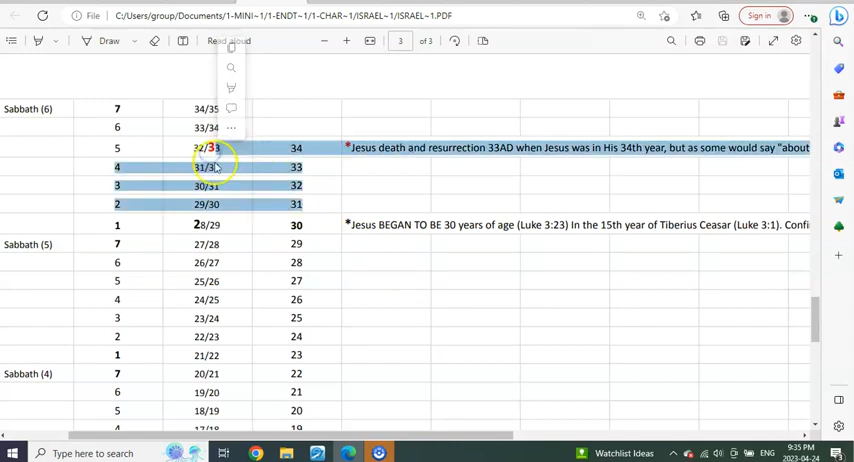 File C:/Users/group/Documents/1-MINI~1/1-ENDT~1/1-CHAR~1/ISRAEL~1/ISRAEL~1.PDF Sign in
Draw Read aloud 3 of 3
Sabbath (6) 7 34/35
6 33/34
5 32/33 34 *Jesus death and resurrection 33AD when Jesus was in His 34th year, but as some would say "about
4 31/3 33
3 30/31 32
2 29/30 31
1 28/29 30 *Jesus BEGAN TO BE 30 years of age (Luke 3:23) In the 15th year of Tiberius Ceasar (Luke 3:1). Confi
Sabbath (5) 7 27/28 29
6 26/27 28
5 25/26 27
4 24/25 26
3 23/24 25
2 22/23 24
1 21/22 23
Sabbath (4) 7 20/21 22
6 19/20 21
5 18/19 20
4 17/18 19
Type here to search Watchlist Ideas ENG 9:35 PM
2023-04-24